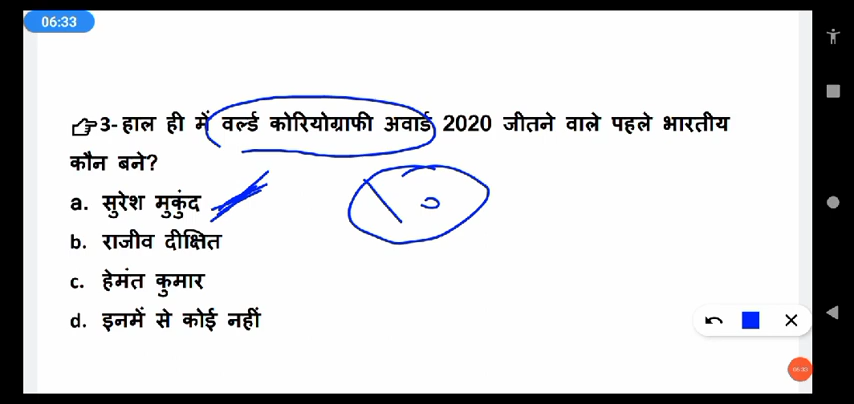 06:33
3-हाल ही में वर्ल्ड कोरियोग्राफी अवार्ड 2020 जीतने वाले पहले भारतीय
कौन बने?
a. सुरेश मुकुंद
b. राजीव दीक्षित
c. हेमंत कुमार
d. इनमें से कोई नहीं